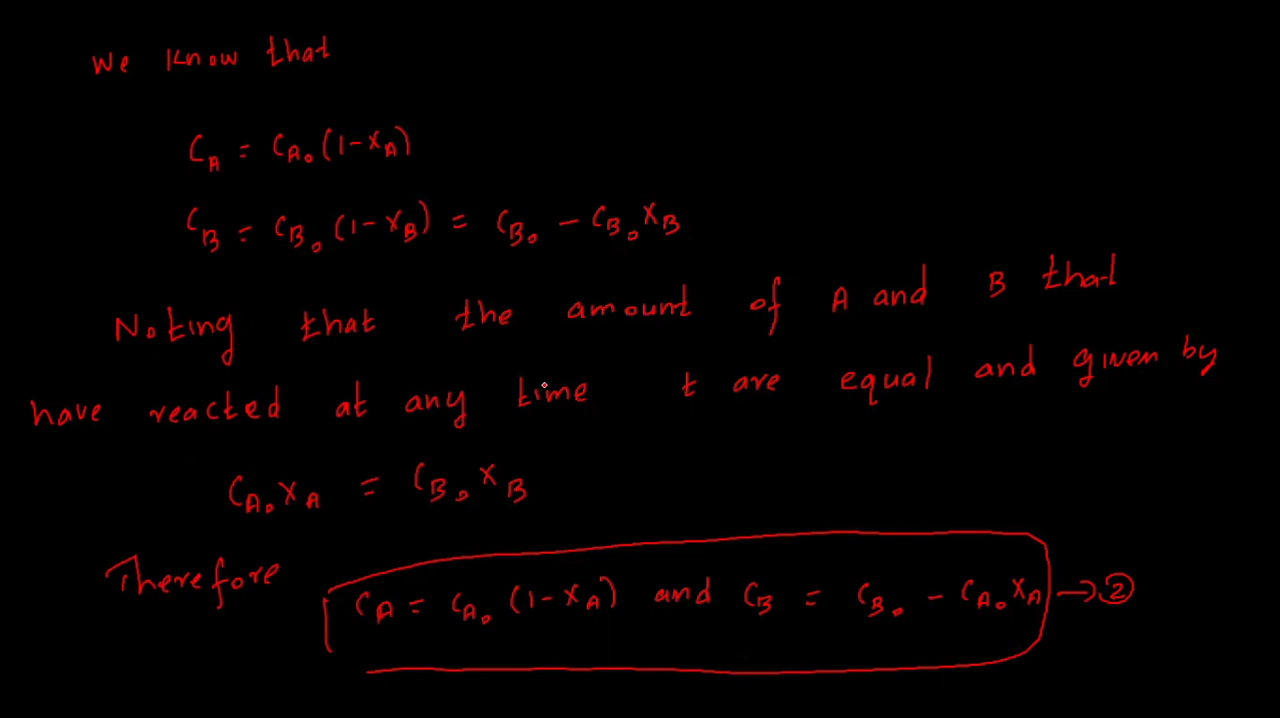 We know that
C_A = C_A₀ (1 - X_A)
C_B = C_B₀ (1 - X_B) = C_B₀ - C_B₀ X_B
Noting that the amount of A and B that
have reacted at any time t are equal and given by
C_A₀ X_A = C_B₀ X_B
Therefore C_A = C_A₀ (1 - X_A) and C_B = C_B₀ - C_A₀ X_A → ②